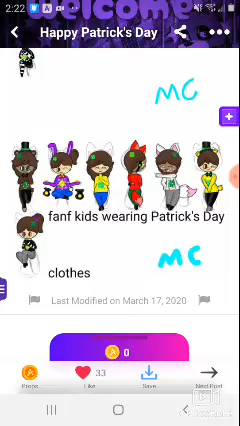 2:22
Welcome
Happy Patrick's Day
MC
fanf kids wearing Patrick's Day
MC
clothes
Last Modified on March 17, 2020
0
Props
33
Like
Save
Next Post